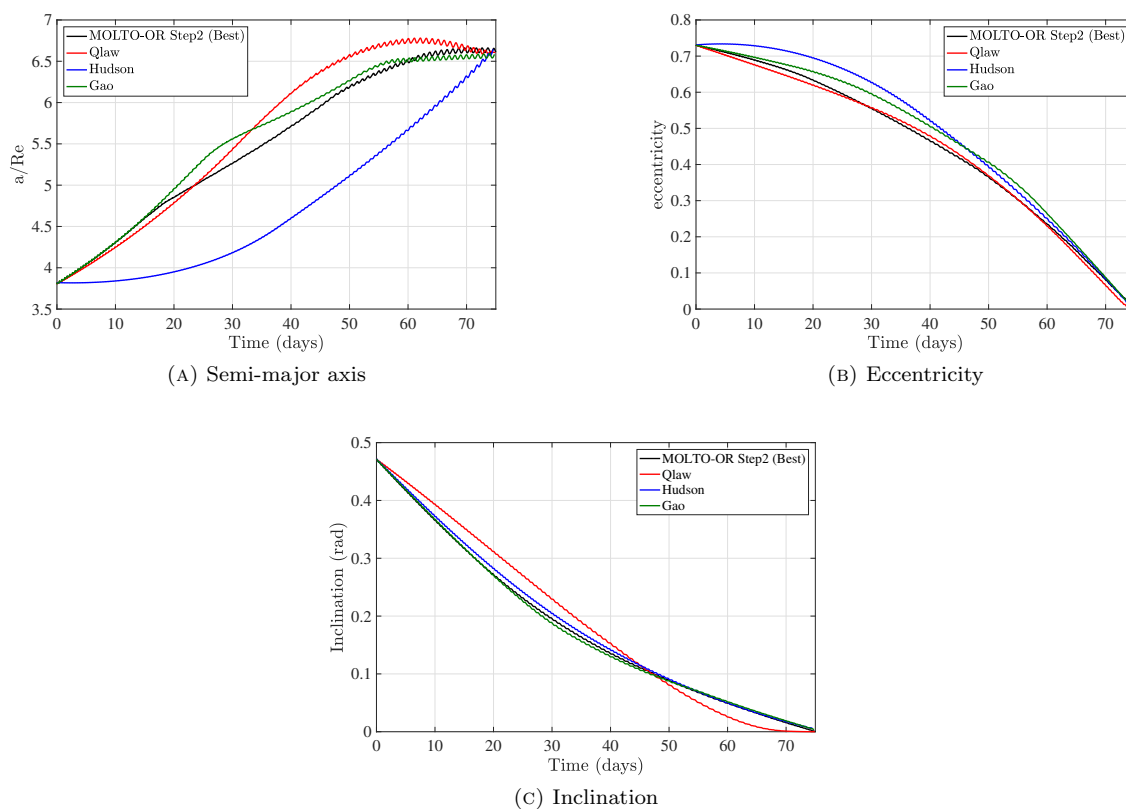 7
6.5
6
5.5
5
4.5
4
3.5
a/Re
MOLTO-OR Step2 (Best)
Qlaw
Hudson
Gao
0 10 20 30 40 50 60 70
Time (days)
(A) Semi-major axis
0.8
0.7
0.6
0.5
0.4
0.3
0.2
0.1
0
eccentricity
MOLTO-OR Step2 (Best)
Qlaw
Hudson
Gao
0 10 20 30 40 50 60 70
Time (days)
(B) Eccentricity
0.5
0.4
0.3
0.2
0.1
0
Inclination (rad)
MOLTO-OR Step2 (Best)
Qlaw
Hudson
Gao
0 10 20 30 40 50 60 70
Time (days)
(C) Inclination